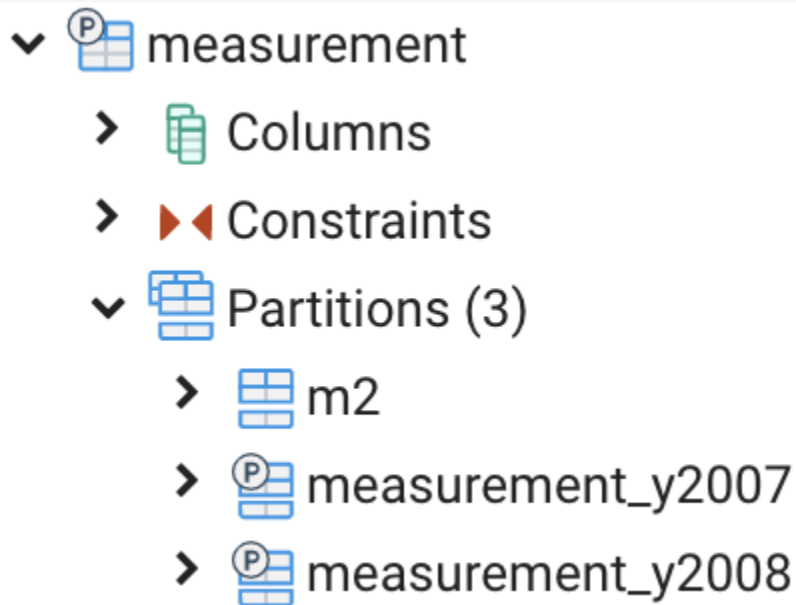 P measurement
Columns
Constraints
Partitions (3)
m2
P measurement_y2007
P measurement_y2008